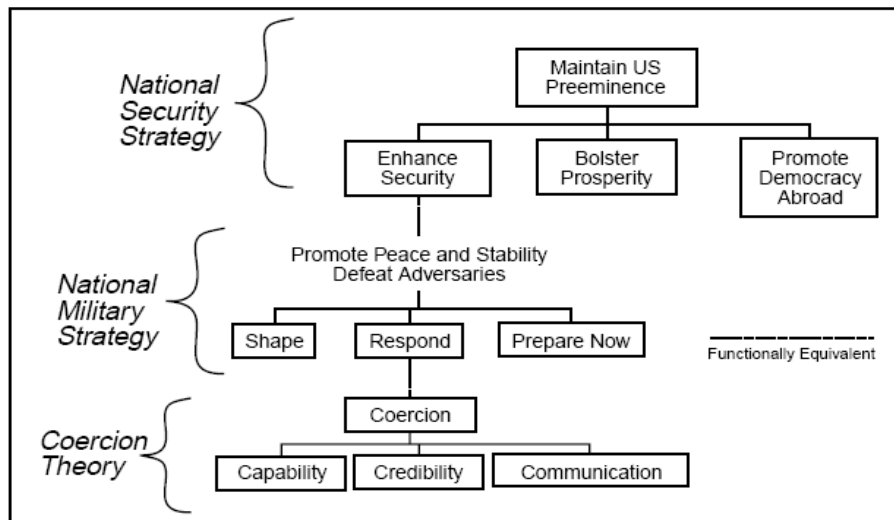 National
Security
Strategy
Maintain US
Preeminence
Enhance
Security
Bolster
Prosperity
Promote
Democracy
Abroad
National
Military
Strategy
Promote Peace and Stability
Defeat Adversaries
Shape
Respond
Prepare Now
Functionally Equivalent
Coercion
Theory
Coercion
Capability
Credibility
Communication